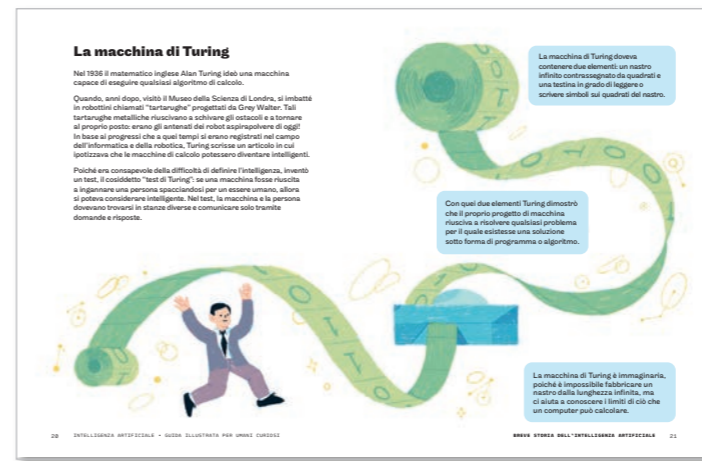 La macchina di Turing
Nel 1936 il matematico inglese Alan Turing ideò una macchina
capace di eseguire qualsiasi algoritmo di calcolo.
Quando, anni dopo, visitò il Museo della Scienza di Londra, si imbatté
in robottini chiamati "tartarughe" progettati da Grey Walter. Tali
tartarughe metalliche riuscivano a schivare gli ostacoli e a tornare
al proprio posto: erano gli antenati dei robot aspirapolvere di oggi!
In base ai progressi che a quei tempi si erano registrati nel campo
dell'informatica e della robotica, Turing scrisse un articolo in cui
ipotizzava che le macchine di calcolo potessero diventare intelligenti.
Poiché era consapevole della difficoltà di definire l'intelligenza, inventò
un test, il cosiddetto "test di Turing": se una macchina fosse riuscita
a ingannare una persona spacciandosi per un essere umano, allora
si poteva considerare intelligente. Nel test, la macchina e la persona
dovevano trovarsi in stanze diverse e comunicare solo tramite
domande e risposte.
La macchina di Turing doveva
contenere due elementi: un nastro
infinito contrassegnato da quadrati e
una testina in grado di leggere o
scrivere simboli sui quadrati del nastro.
Con quei due elementi Turing dimostrò
che il proprio progetto di macchina
riusciva a risolvere qualsiasi problema
per il quale esistesse una soluzione
sotto forma di programma o algoritmo.
La macchina di Turing è immaginaria,
poiché è impossibile fabbricare un
nastro dalla lunghezza infinita, ma
ci aiuta a conoscere i limiti di ciò che
un computer può calcolare.
20 INTELLIGENZA ARTIFICIALE • GUIDA ILLUSTRATA PER UMANI CURIOSI
BREVE STORIA DELL'INTELLIGENZA ARTIFICIALE 21